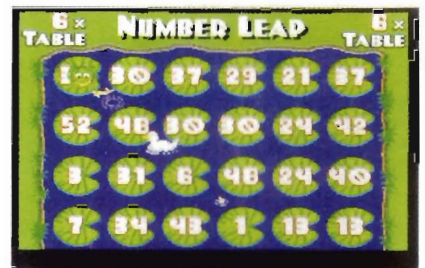 6 × TABLE
NUMBER LEAP
6 × TABLE
30 37 29 21 37
52 48 30 30 24 42
3 31 6 48 24 40
7 34 43 1 13 13